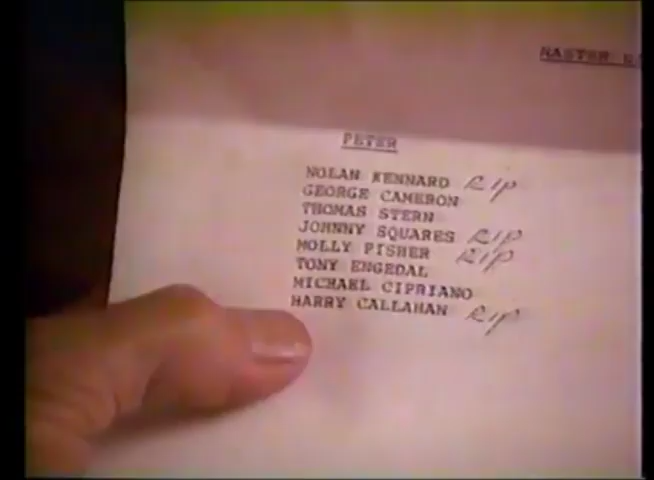 MASTER
PETER
NOLAN KENNARD RIP
GEORGE CAMERON
THOMAS STERN
JOHNNY SQUARES RIP
MOLLY FISHER RIP
TONY ENGEDAL
MICHAEL CIPRIANO
HARRY CALLAHAN RIP